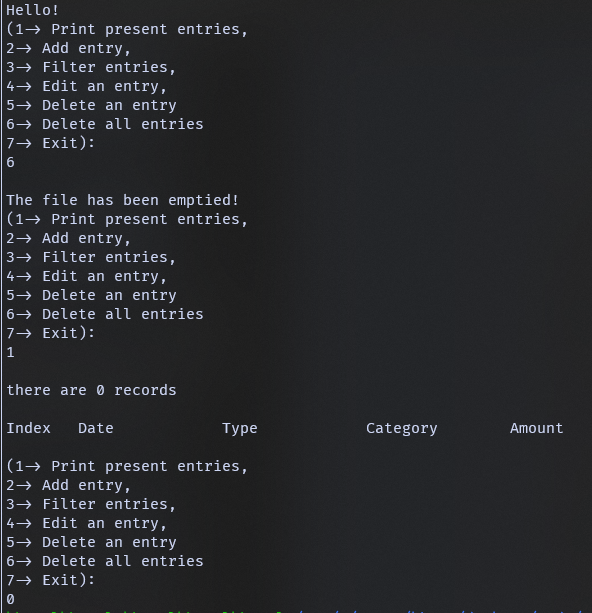 Hello!
(1-> Print present entries,
2-> Add entry,
3-> Filter entries,
4-> Edit an entry,
5-> Delete an entry
6-> Delete all entries
7-> Exit):
6
The file has been emptied!
(1-> Print present entries,
2-> Add entry,
3-> Filter entries,
4-> Edit an entry,
5-> Delete an entry
6-> Delete all entries
7-> Exit):
1
there are 0 records
Index Date Type Category Amount
(1-> Print present entries,
2-> Add entry,
3-> Filter entries,
4-> Edit an entry,
5-> Delete an entry
6-> Delete all entries
7-> Exit):
0